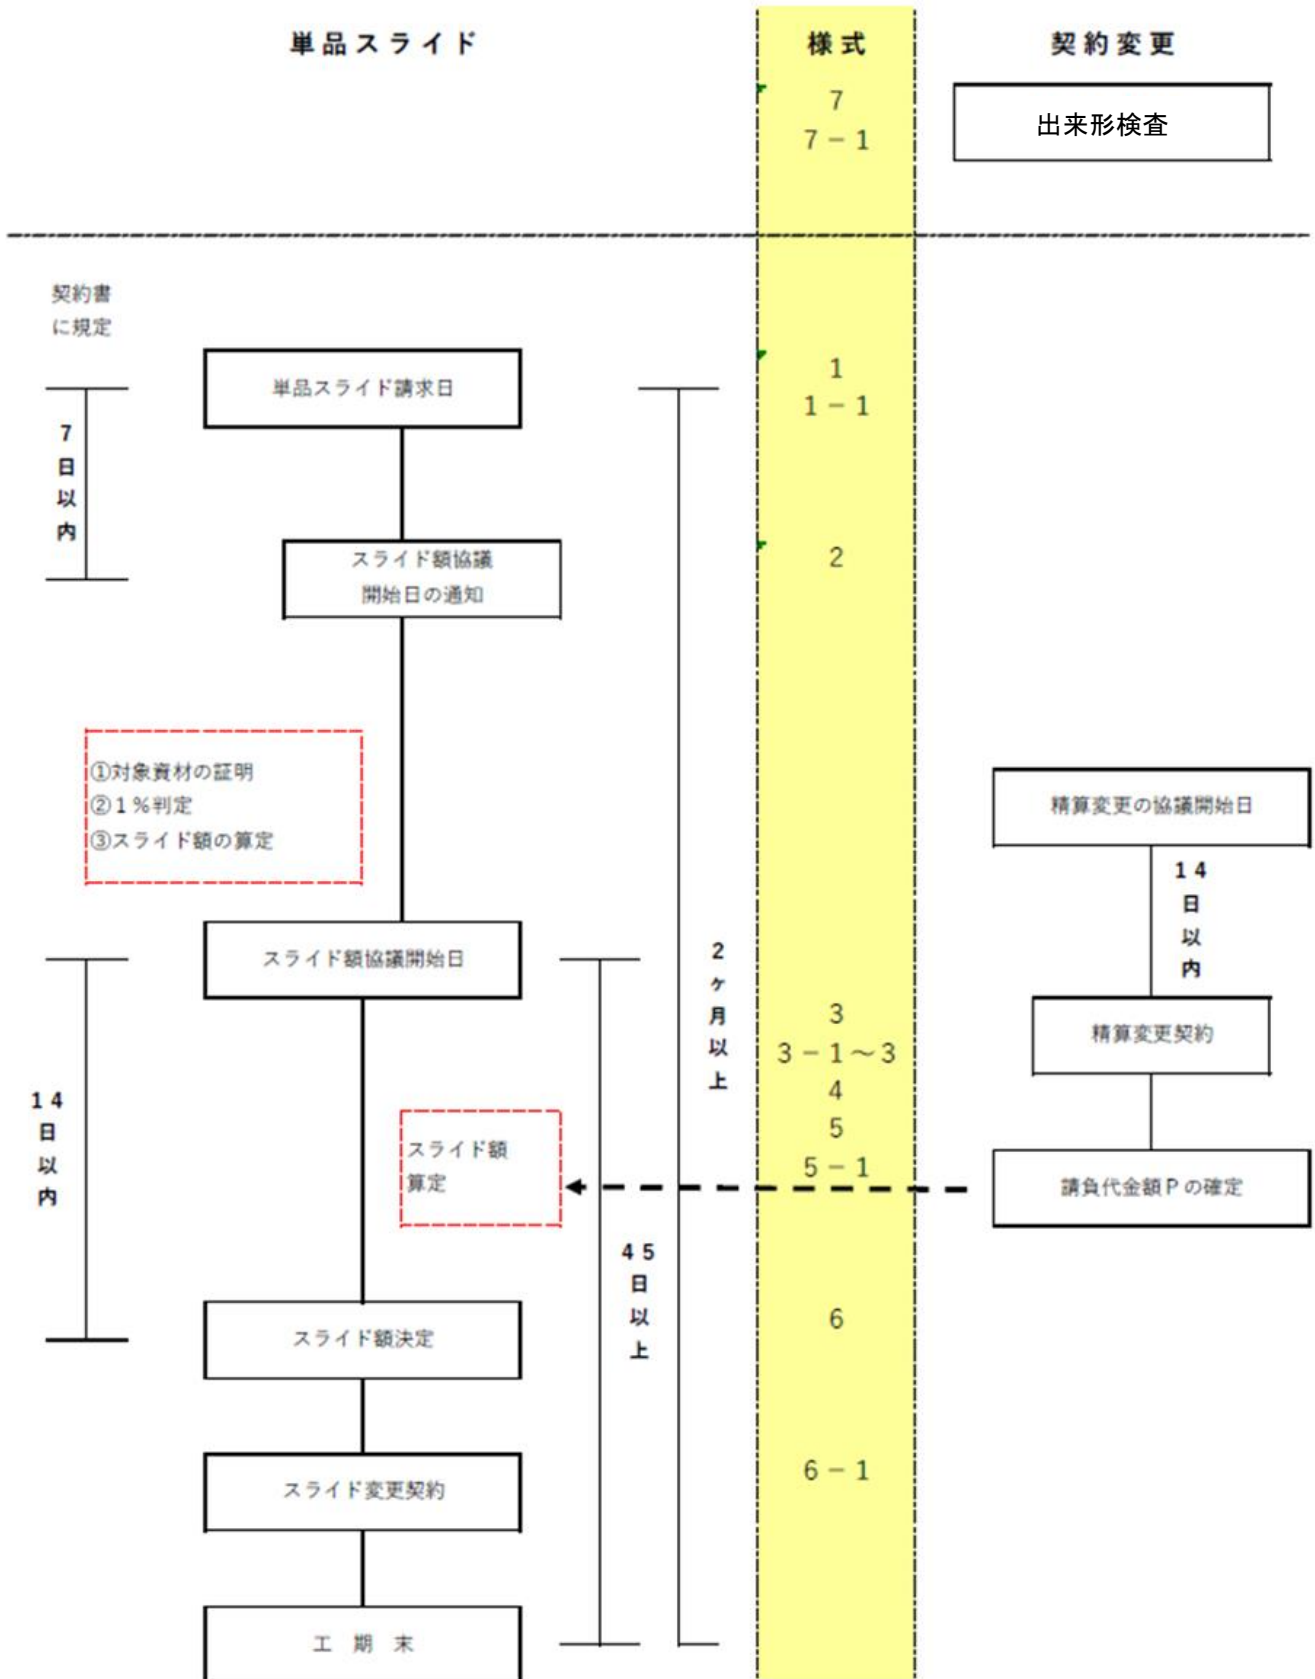 単品スライド
様式
契約変更
7
7－1
出来形検査
契約書
に規定
単品スライド請求日
1
1－1
7日以内
スライド額協議
開始日の通知
2
①対象資材の証明
②1％判定
③スライド額の算定
精算変更の協議開始日
14日以内
スライド額協議開始日
2ヶ月以上
3
3－1～3
4
5
5－1
精算変更契約
14日以内
スライド額
算定
請負代金額Pの確定
45日以上
スライド額決定
6
スライド変更契約
6－1
工 期 末